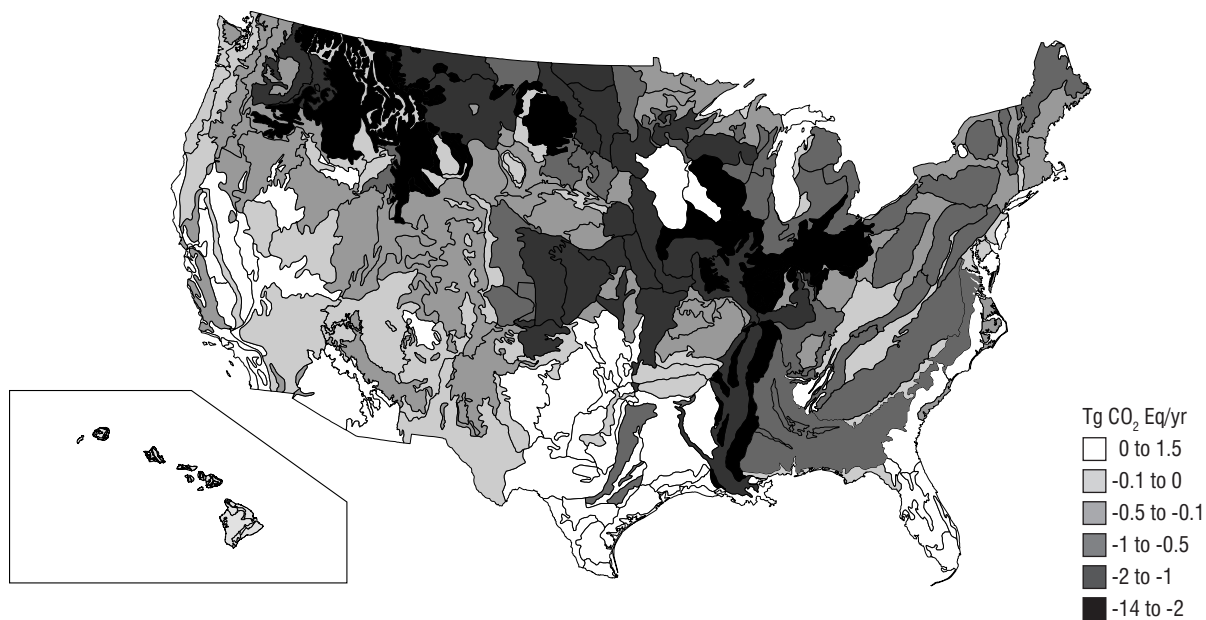 Tg CO₂ Eq/yr
0 to 1.5
-0.1 to 0
-0.5 to -0.1
-1 to -0.5
-2 to -1
-14 to -2